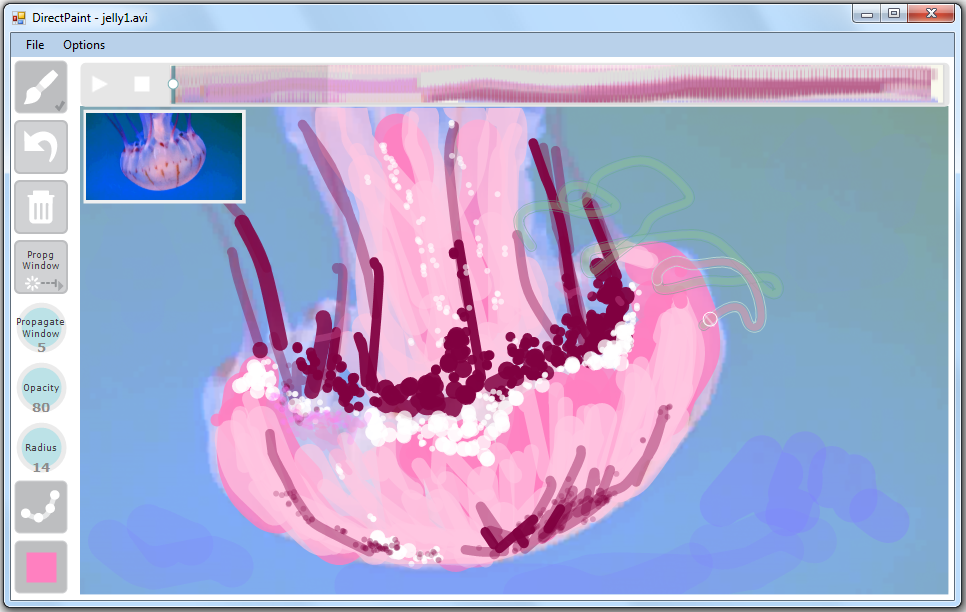 DirectPaint - jelly1.avi
File Options
Propg
Window
Propagate
Window
5
Opacity
80
Radius
14